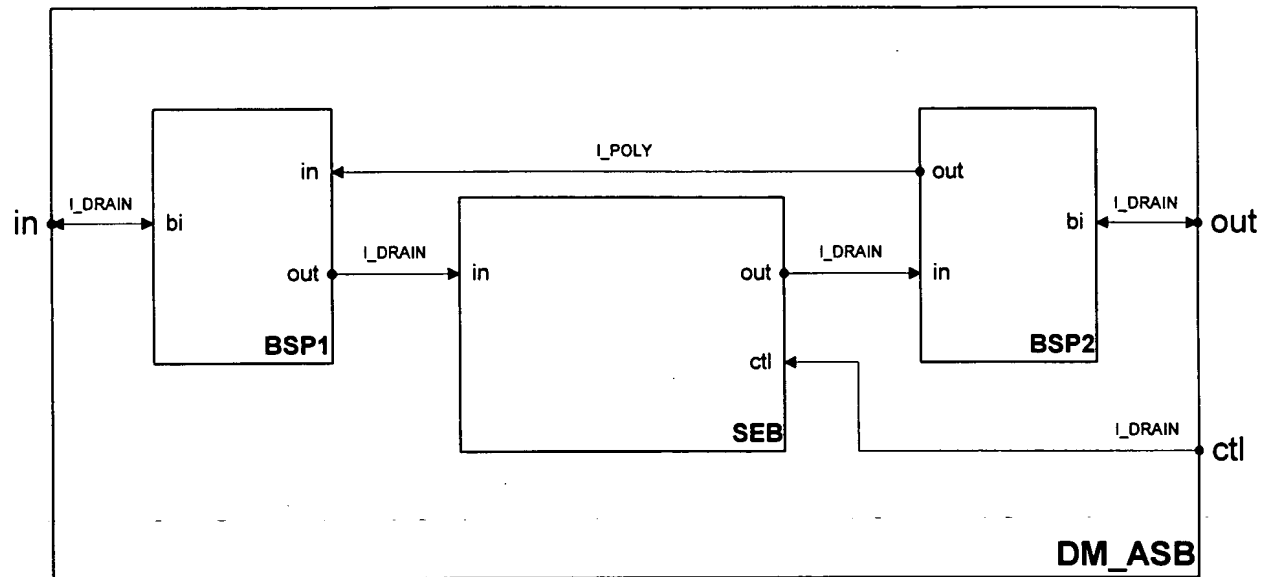 I_POLY
in
out
in
I_DRAIN
bi
bi
I_DRAIN
out
out
I_DRAIN
in
out
I_DRAIN
in
BSP1
BSP2
ctl
SEB
I_DRAIN
ctl
DM_ASB